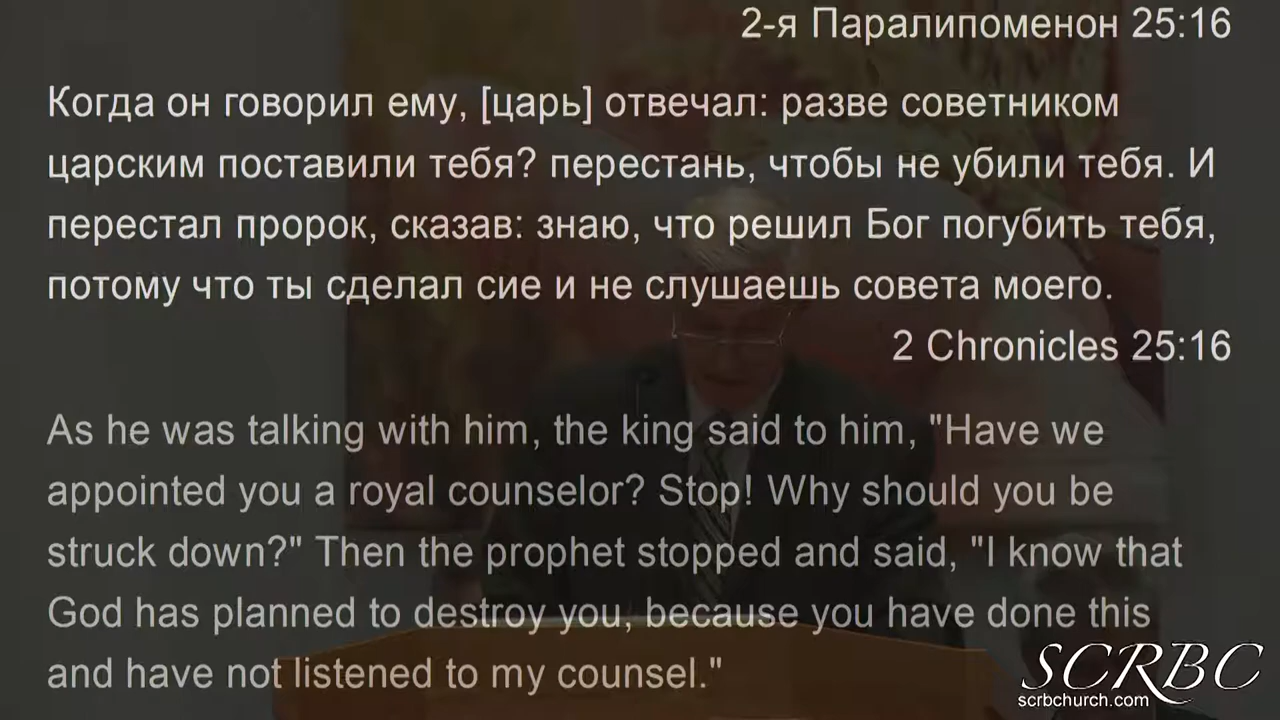 2-я Паралипоменон 25:16
Когда он говорил ему, [царь] отвечал: разве советником
царским поставили тебя? перестань, чтобы не убили тебя. И
перестал пророк, сказав: знаю, что решил Бог погубить тебя,
потому что ты сделал сие и не слушаешь совета моего.
2 Chronicles 25:16
As he was talking with him, the king said to him, "Have we
appointed you a royal counselor? Stop! Why should you be
struck down?" Then the prophet stopped and said, "I know that
God has planned to destroy you, because you have done this
and have not listened to my counsel."
SCRBC
scrbchurch.com